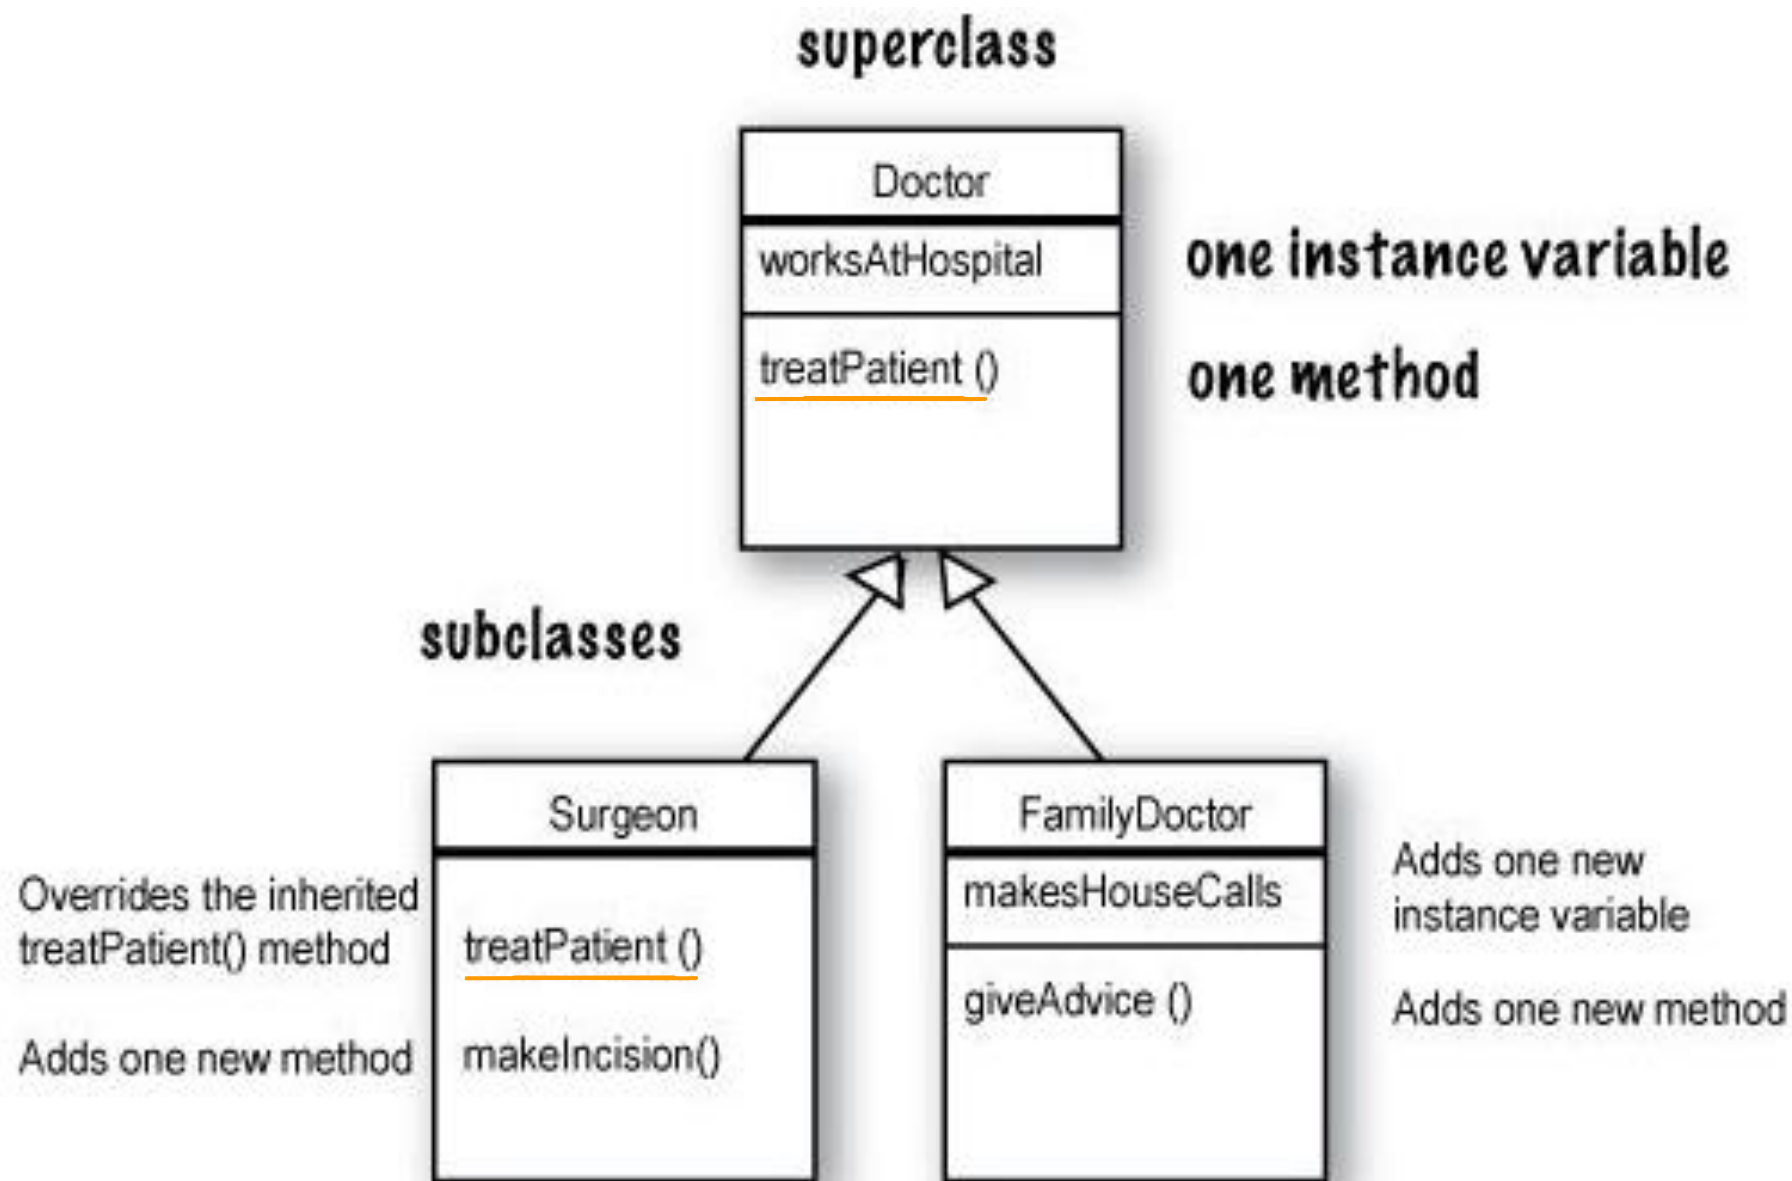 superclass
Doctor
worksAtHospital
one instance variable
treatPatient ()
one method
subclasses
Surgeon
Overrides the inherited
treatPatient() method
treatPatient ()
Adds one new method
makeIncision()
FamilyDoctor
makesHouseCalls
Adds one new
instance variable
giveAdvice ()
Adds one new method